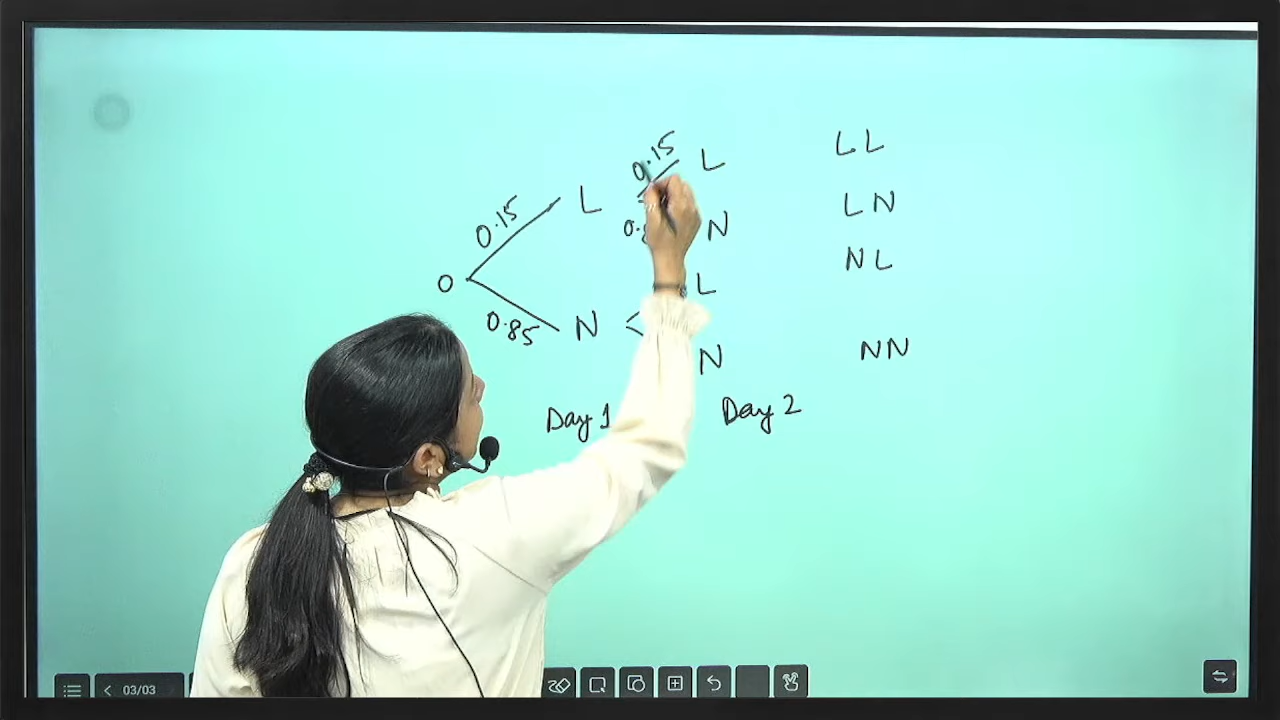 0.15 L LL
0.15 L N LN
L NL
O
0.85 N N NN
Day 1 Day 2
03/03